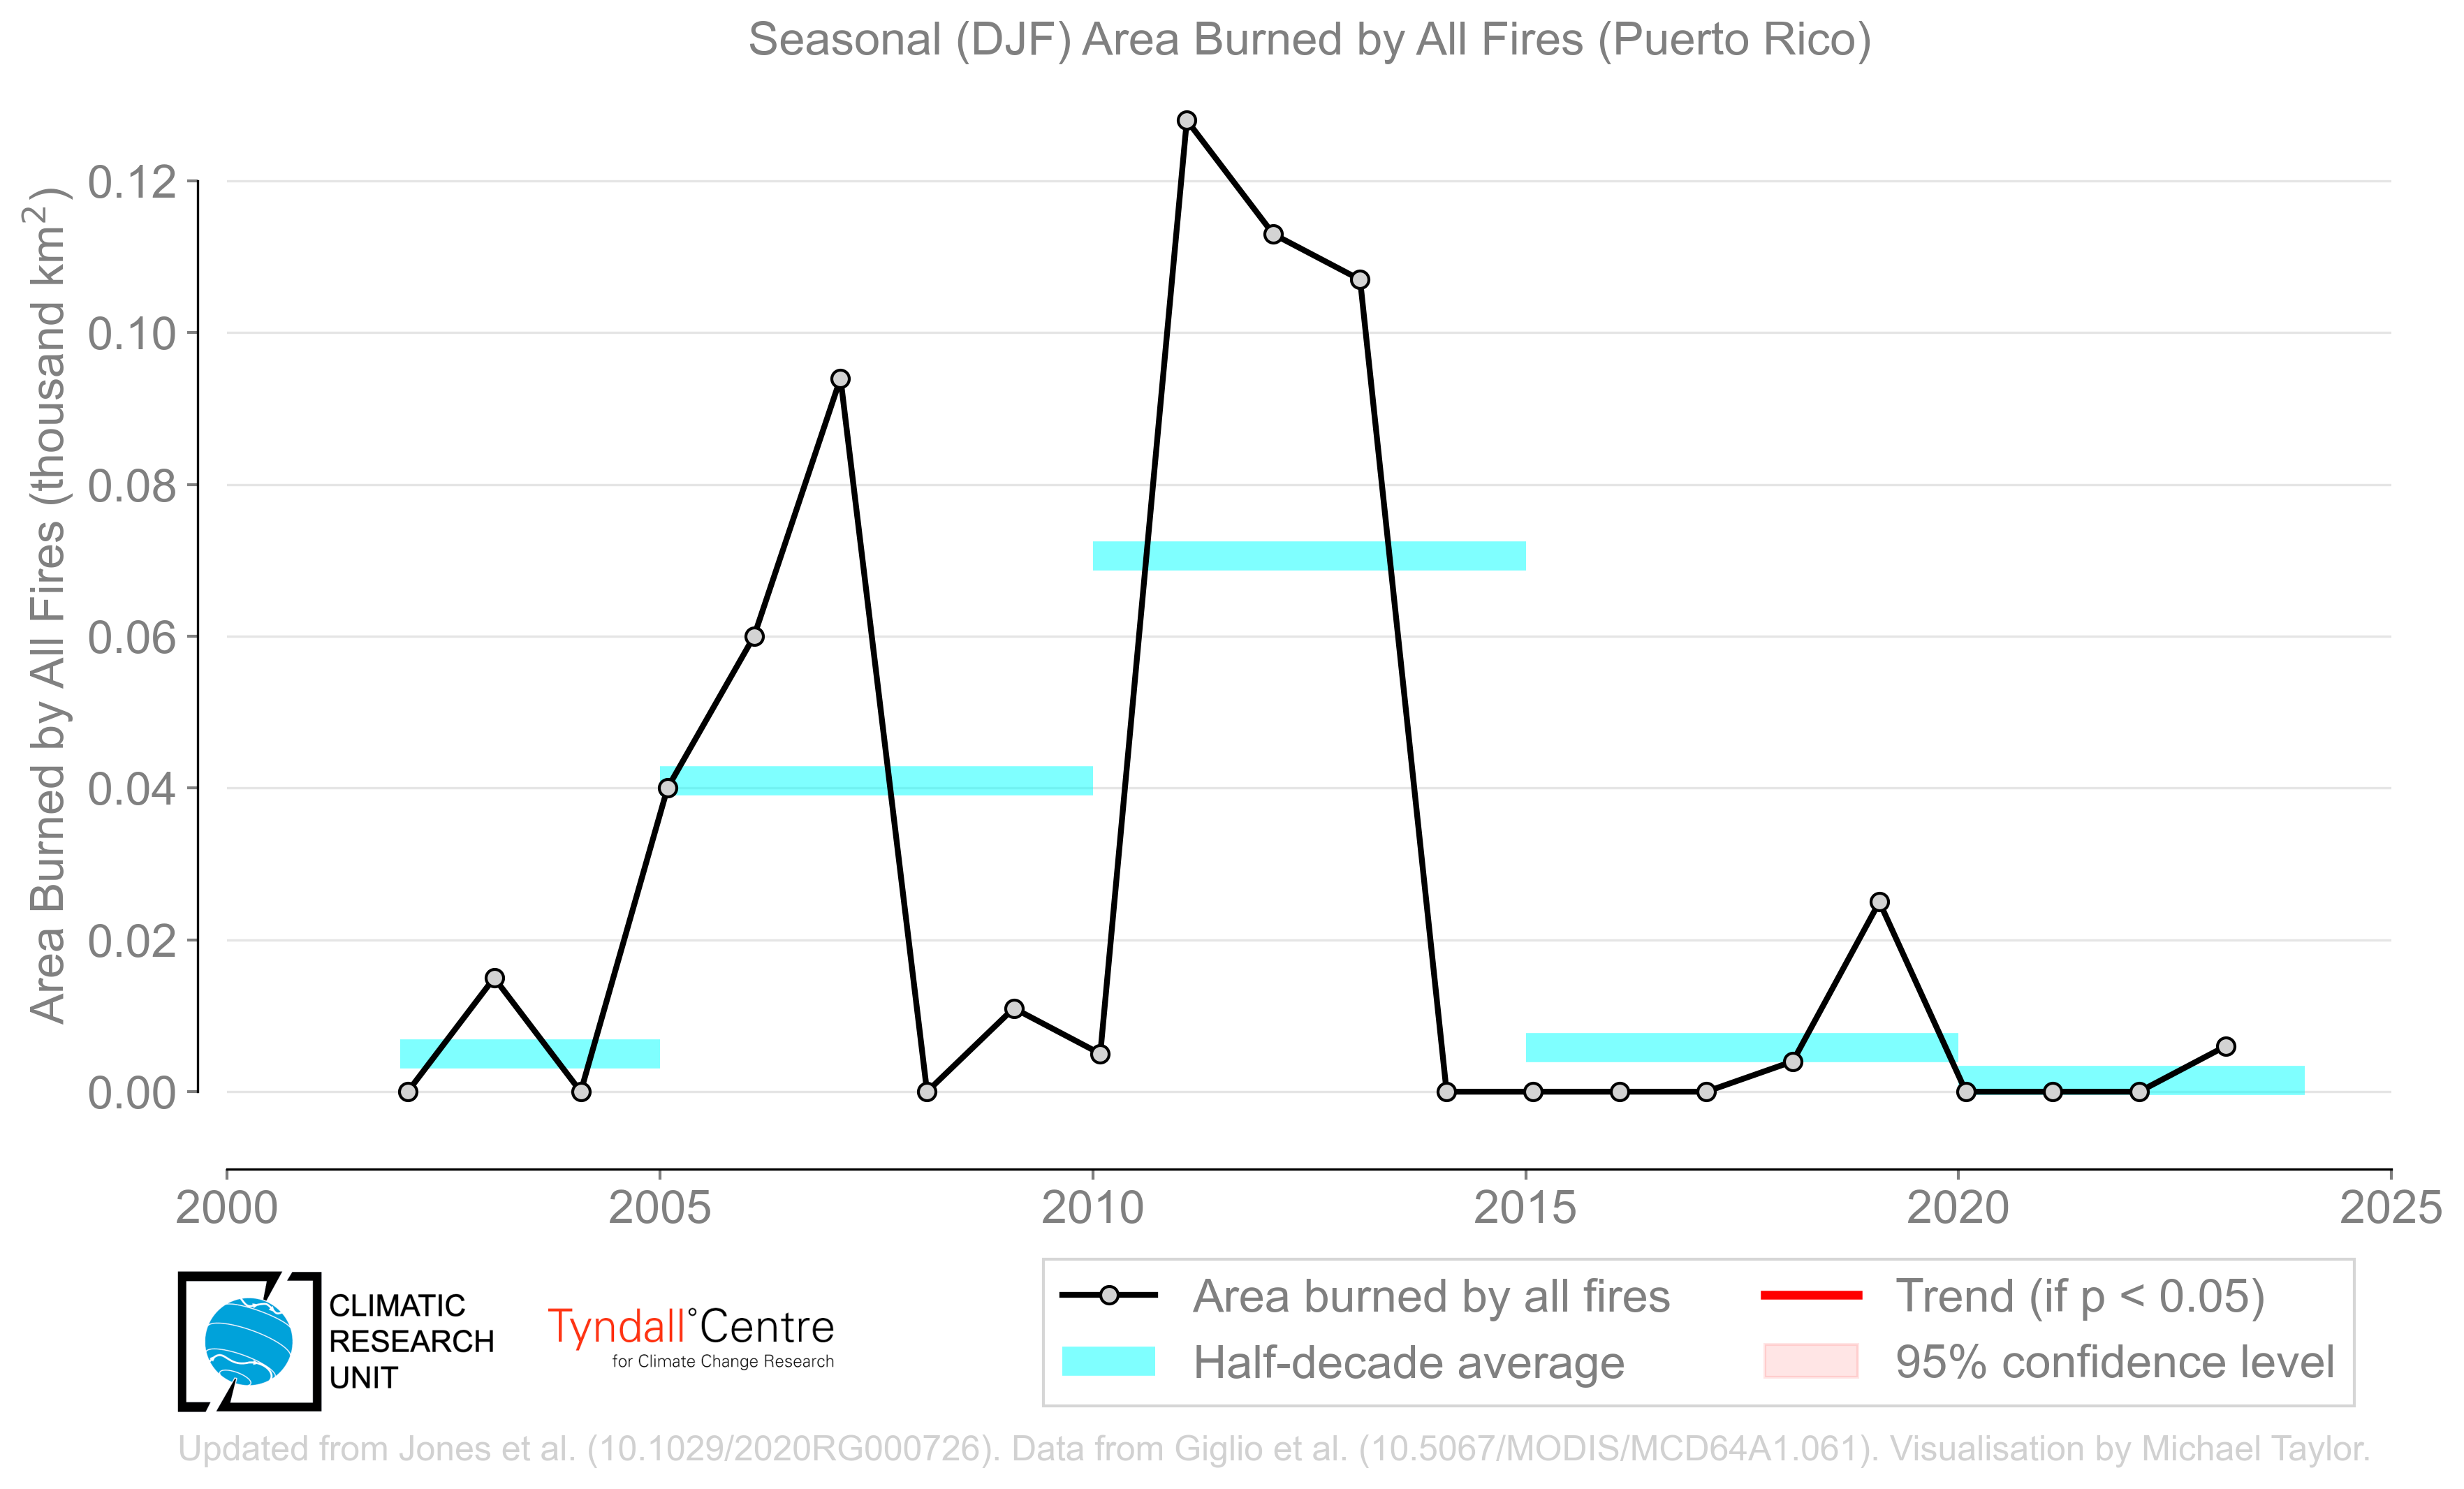 Seasonal (DJF) Area Burned by All Fires (Puerto Rico)
Area Burned by All Fires (thousand km²)
0.12
0.10
0.08
0.06
0.04
0.02
0.00
2000 2005 2010 2015 2020 2025
CLIMATIC
RESEARCH
UNIT
Tyndall°Centre
for Climate Change Research
Area burned by all fires
Half-decade average
Trend (if p < 0.05)
95% confidence level
Updated from Jones et al. (10.1029/2020RG000726). Data from Giglio et al. (10.5067/MODIS/MCD64A1.061). Visualisation by Michael Taylor.